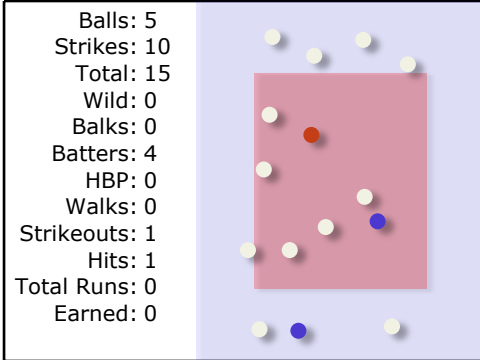 Balls: 5
Strikes: 10
Total: 15
Wild: 0
Balks: 0
Batters: 4
HBP: 0
Walks: 0
Strikeouts: 1
Hits: 1
Total Runs: 0
Earned: 0